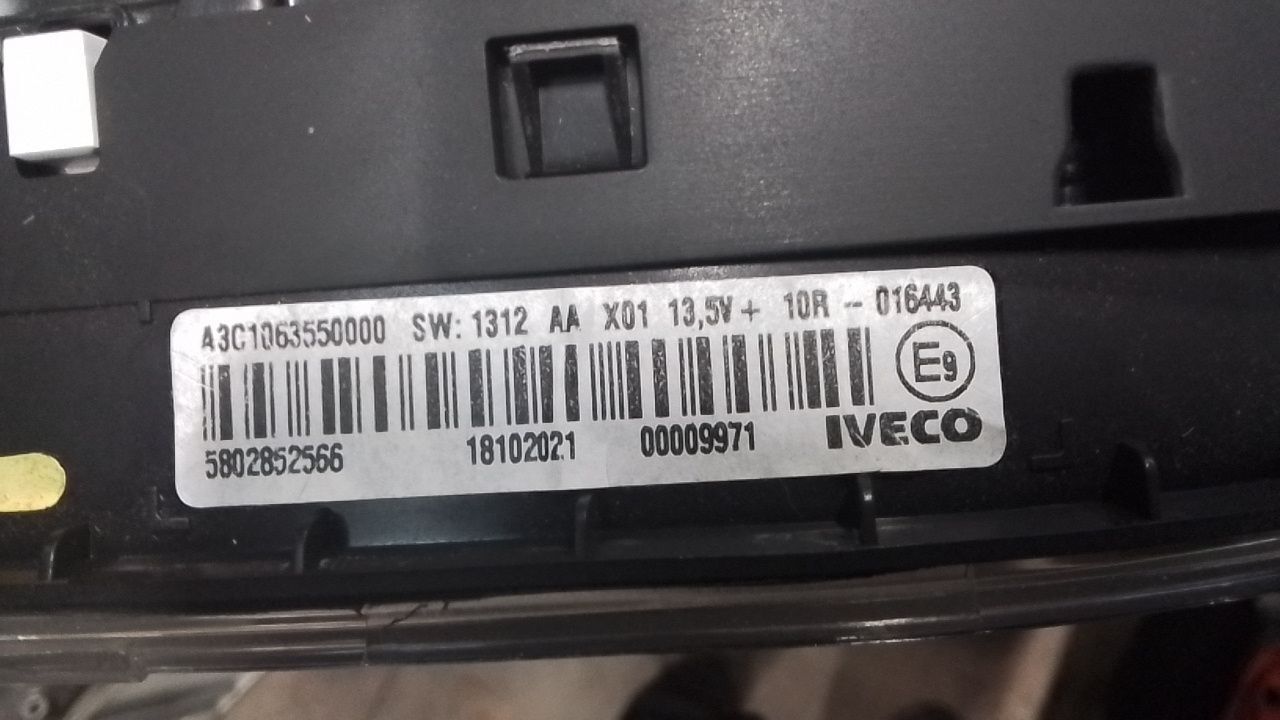 A3C1063550000 SW: 1312 AA X01 13,5V + 10R - 016443
E9
5802852566 18102021 00009971 IVECO